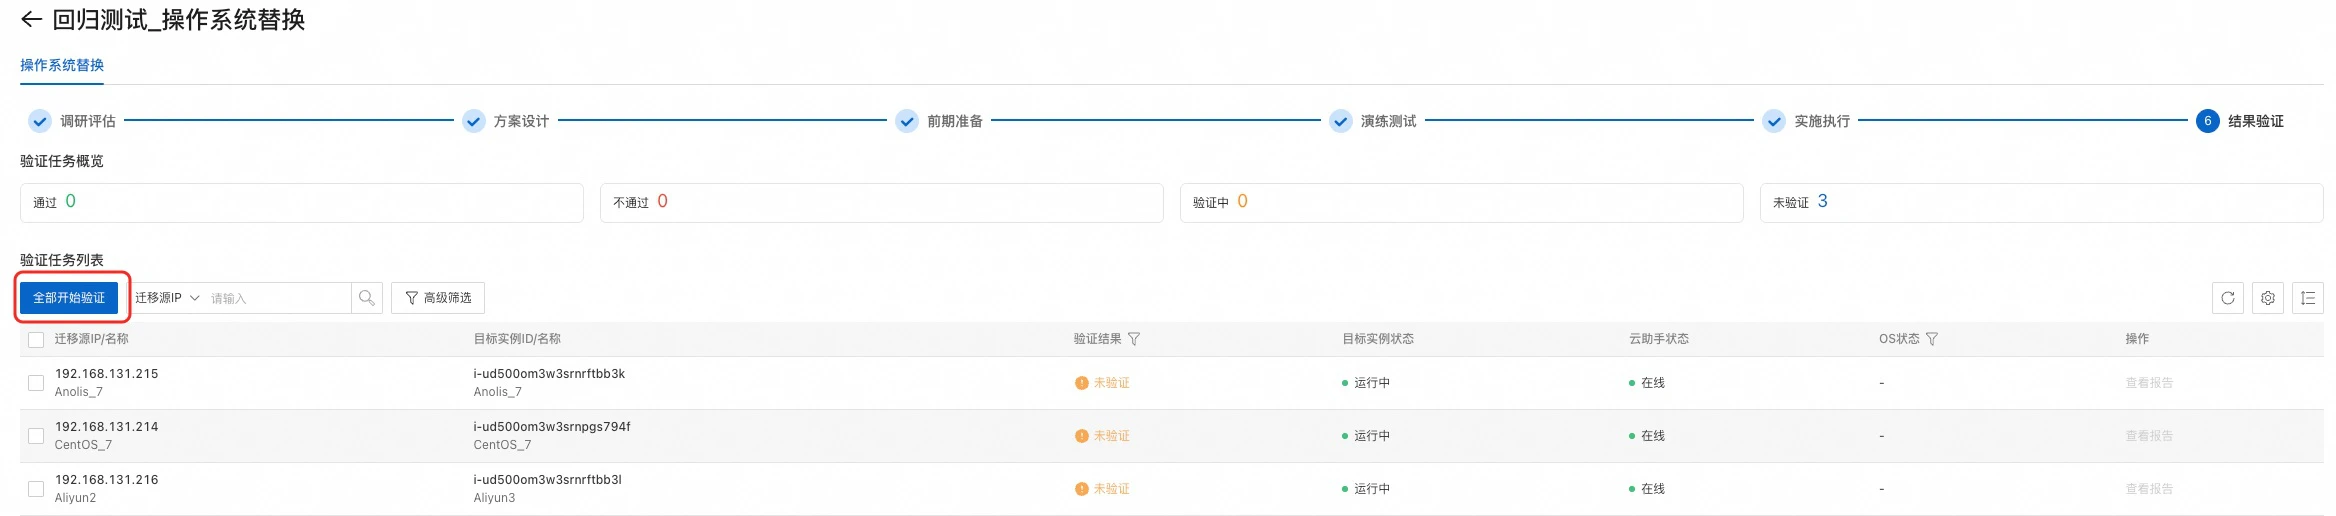 回归测试_操作系统替换
操作系统替换
调研评估 方案设计 前期准备 演练测试 实施执行 6 结果验证
验证任务概览
通过 0 不通过 0 验证中 0 未验证 3
验证任务列表
全部开始验证 迁移源IP 请输入 高级筛选
迁移源IP/名称 目标实例ID/名称 验证结果 目标实例状态 云助手状态 OS状态 操作
192.168.131.215 i-ud500om3w3srnrftbb3k 未验证 运行中 在线 - 查看报告
Anolis_7 Anolis_7
192.168.131.214 i-ud500om3w3srnpgs794f 未验证 运行中 在线 - 查看报告
CentOS_7 CentOS_7
192.168.131.216 i-ud500om3w3srnrftbb3l 未验证 运行中 在线 - 查看报告
Aliyun2 Aliyun3